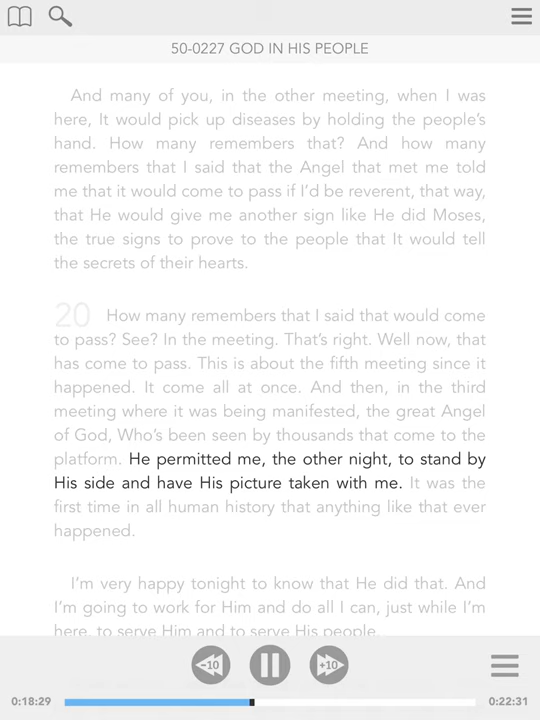 50-0227 GOD IN HIS PEOPLE
And many of you, in the other meeting, when I was
here, It would pick up diseases by holding the people's
hand. How many remembers that? And how many
remembers that I said that the Angel that met me told
me that it would come to pass if I'd be reverent, that way,
that He would give me another sign like He did Moses,
the true signs to prove to the people that It would tell
the secrets of their hearts.
20 How many remembers that I said that would come
to pass? See? In the meeting. That's right. Well now, that
has come to pass. This is about the fifth meeting since it
happened. It come all at once. And then, in the third
meeting where it was being manifested, the great Angel
of God, Who's been seen by thousands that come to the
platform. He permitted me, the other night, to stand by
His side and have His picture taken with me. It was the
first time in all human history that anything like that ever
happened.
I'm very happy tonight to know that He did that. And
I'm going to work for Him and do all I can, just while I'm
here, to serve Him and to serve His people.
-10
+10
0:18:29
0:22:31